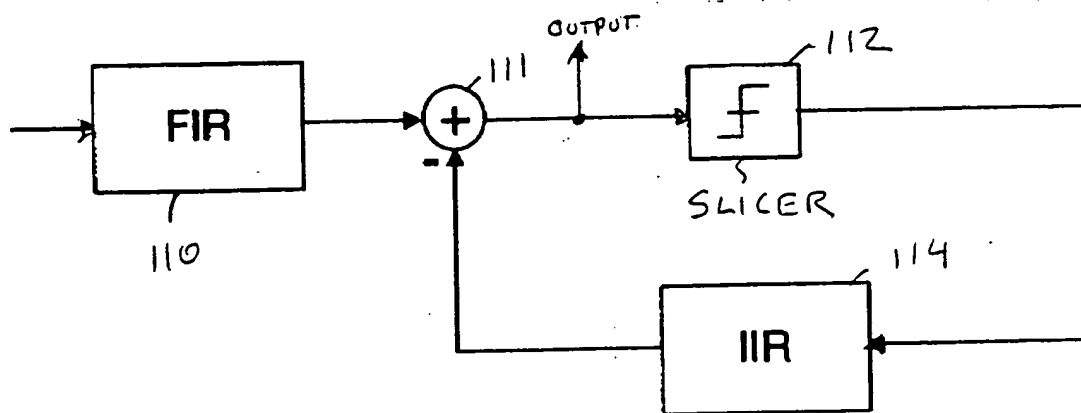 OUTPUT
111
112
FIR
+
-
SLICER
110
114
IIR